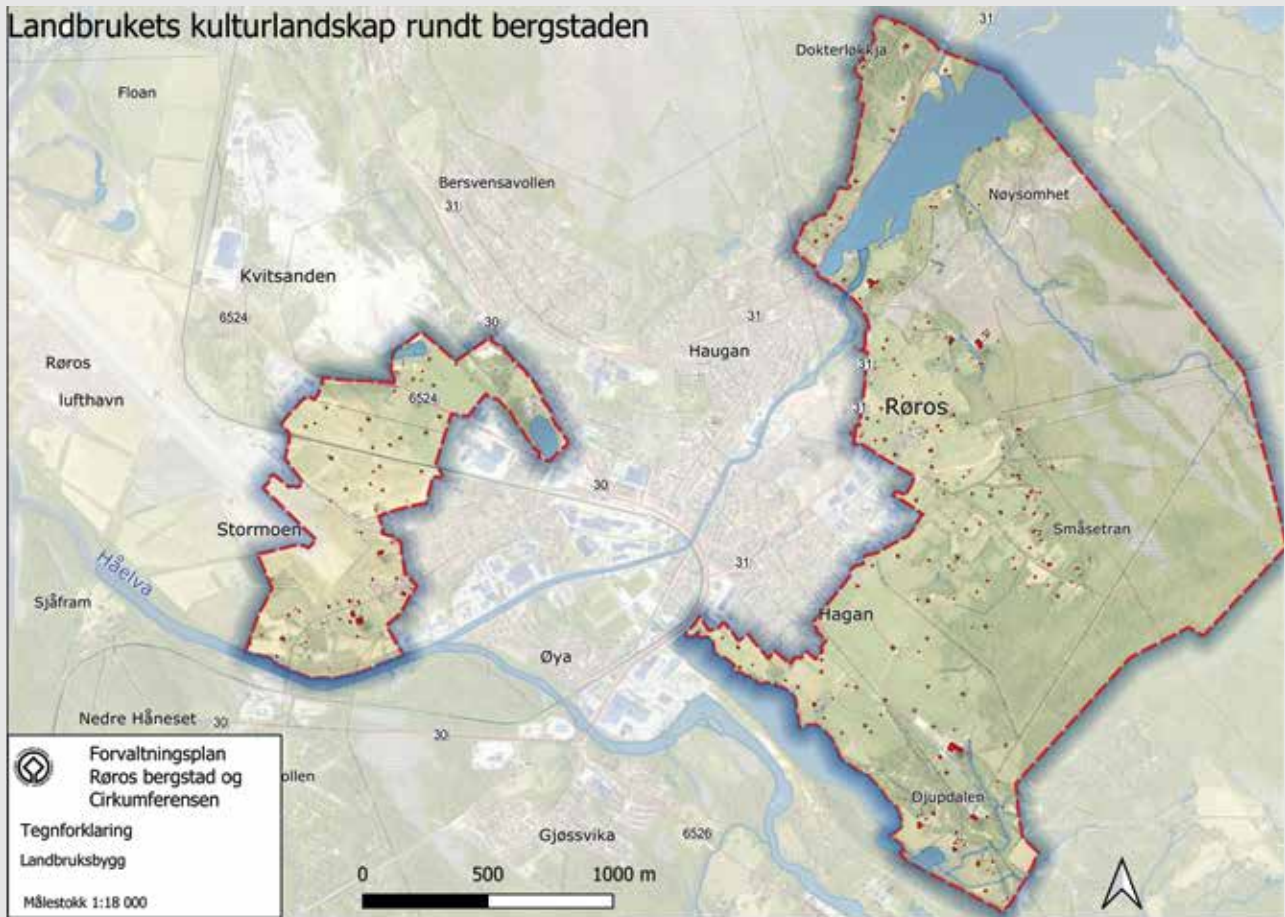 Landbrukets kulturlandskap rundt bergstaden
31
Dokterløkkja
Floan
Bersvensavollen
31
Nøysomhet
Kvitsanden
6524
30
31
Haugan
Røros
lufthavn
31
6524
31
Røros
30
Stormoen
Småsetran
Håelva
31
Sjåfram
Hagan
Øya
Nedre Håneset
30
30
ollen
Djupdalen
Gjøssvika
6526
Forvaltningsplan
Røros bergstad og
Cirkumferensen
Tegnforklaring
Landbruksbygg
Målestokk 1:18 000
0 500 1000 m